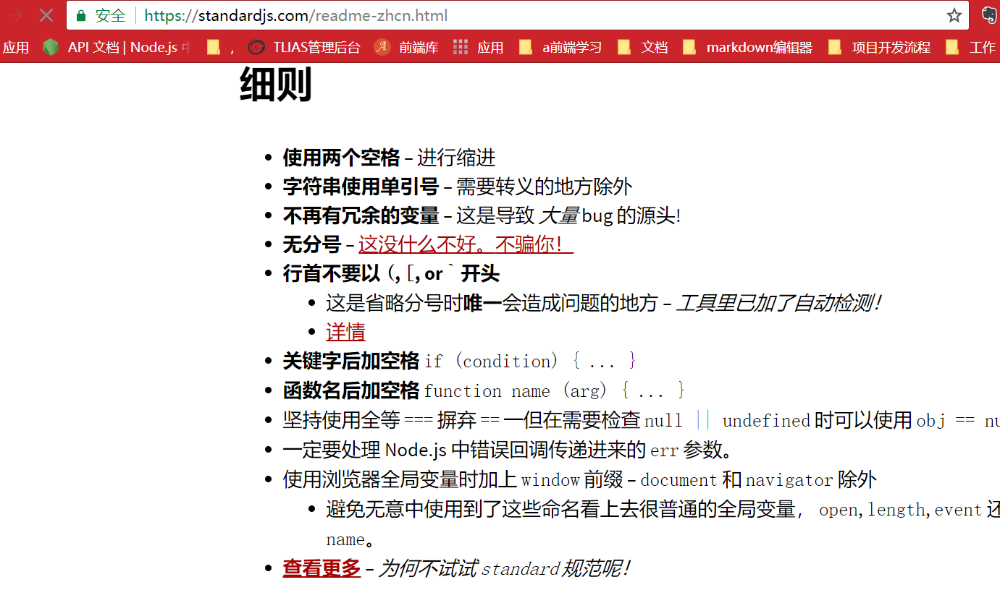 安全 https://standardjs.com/readme-zhcn.html
应用 API 文档 | Node.js , TLIAS管理后台 前端库 应用 a前端学习 文档 markdown编辑器 项目开发流程 工作
细则
使用两个空格 – 进行缩进
字符串使用单引号 – 需要转义的地方除外
不再有冗余的变量 – 这是导致 大量 bug 的源头!
无分号 – 这没什么不好。不骗你！
行首不要以 (, [, or ` 开头
这是省略分号时唯一会造成问题的地方 – 工具里已加了自动检测！
详情
关键字后加空格 if (condition) { ... }
函数名后加空格 function name (arg) { ... }
坚持使用全等 === 摒弃 == 一但在需要检查 null || undefined 时可以使用 obj == nu
一定要处理 Node.js 中错误回调传递进来的 err 参数。
使用浏览器全局变量时加上 window 前缀 – document 和 navigator 除外
避免无意中使用到了这些命名看上去很普通的全局变量， open, length, event 还
name。
查看更多 – 为何不试试 standard 规范呢！